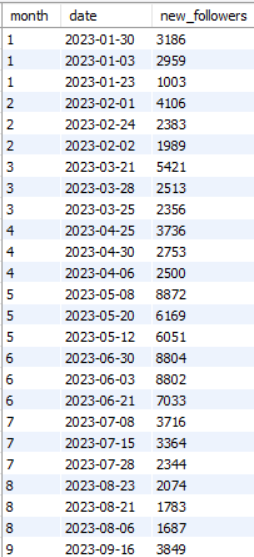 month date new_followers
1 2023-01-30 3186
1 2023-01-03 2959
1 2023-01-23 1003
2 2023-02-01 4106
2 2023-02-24 2383
2 2023-02-02 1989
3 2023-03-21 5421
3 2023-03-28 2513
3 2023-03-25 2356
4 2023-04-25 3736
4 2023-04-30 2753
4 2023-04-06 2500
5 2023-05-08 8872
5 2023-05-20 6169
5 2023-05-12 6051
6 2023-06-30 8804
6 2023-06-03 8802
6 2023-06-21 7033
7 2023-07-08 3716
7 2023-07-15 3364
7 2023-07-28 2344
8 2023-08-23 2074
8 2023-08-21 1783
8 2023-08-06 1687
9 2023-09-16 3849